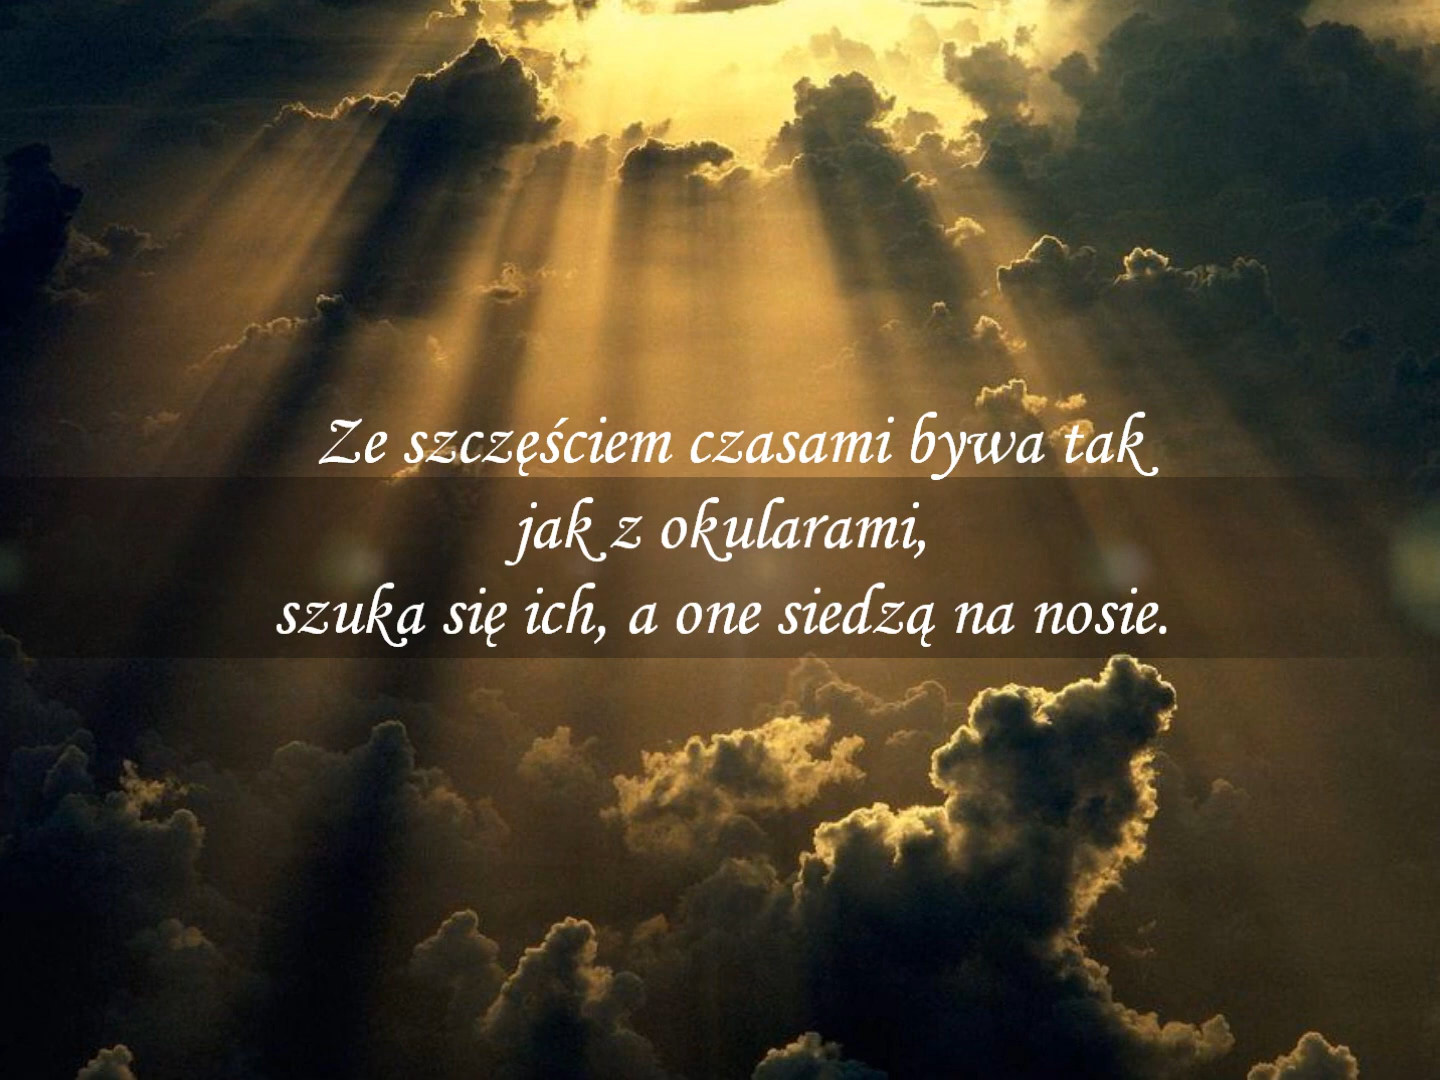 Ze szczęściem czasami bywa tak
jak z okularami,
szuka się ich, a one siedzą na nosie.